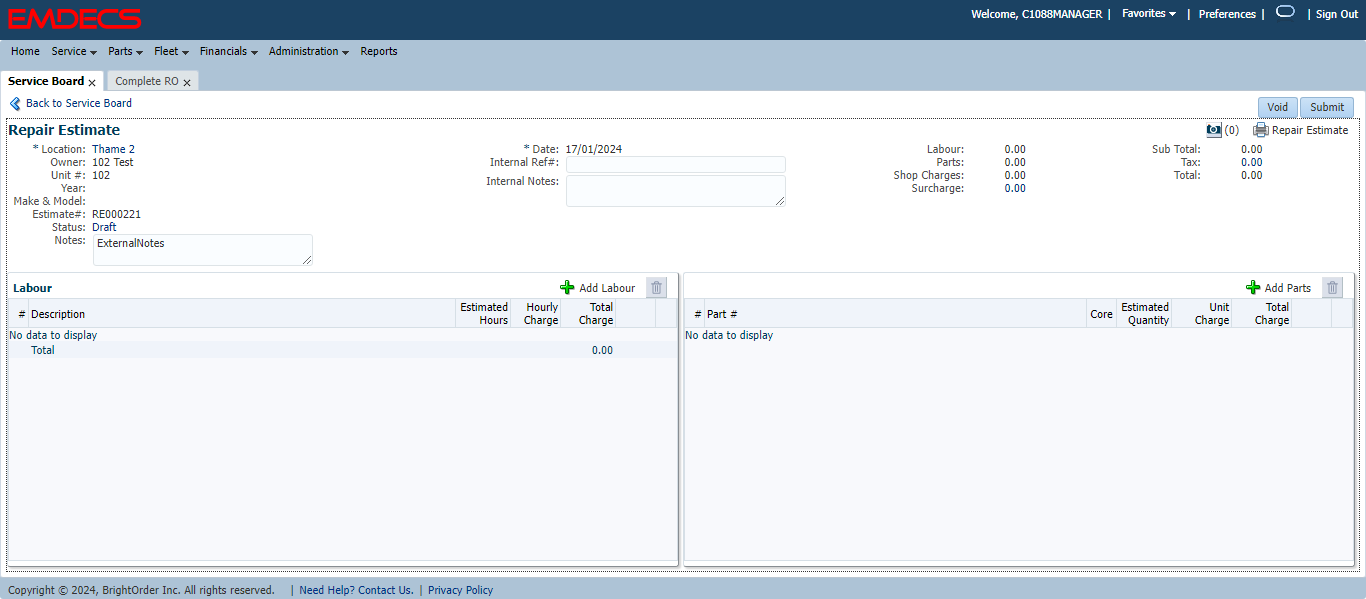 EMDECS
Welcome, C1088MANAGER | Favorites | Preferences | | Sign Out
Home Service Parts Fleet Financials Administration Reports
Service Board x Complete RO x
Back to Service Board
Void Submit
Repair Estimate
(0) Repair Estimate
* Location: Thame 2
Owner: 102 Test
Unit #: 102
Year:
Make & Model:
Estimate#: RE000221
Status: Draft
Notes: ExternalNotes
* Date: 17/01/2024
Internal Ref#:
Internal Notes:
Labour: 0.00
Parts: 0.00
Shop Charges: 0.00
Surcharge: 0.00
Sub Total: 0.00
Tax: 0.00
Total: 0.00
Labour
Add Labour
# Description Estimated Hours Hourly Charge Total Charge
No data to display
Total 0.00
Add Parts
# Part # Core Estimated Quantity Unit Charge Total Charge
No data to display
Copyright © 2024, BrightOrder Inc. All rights reserved. | Need Help? Contact Us. | Privacy Policy